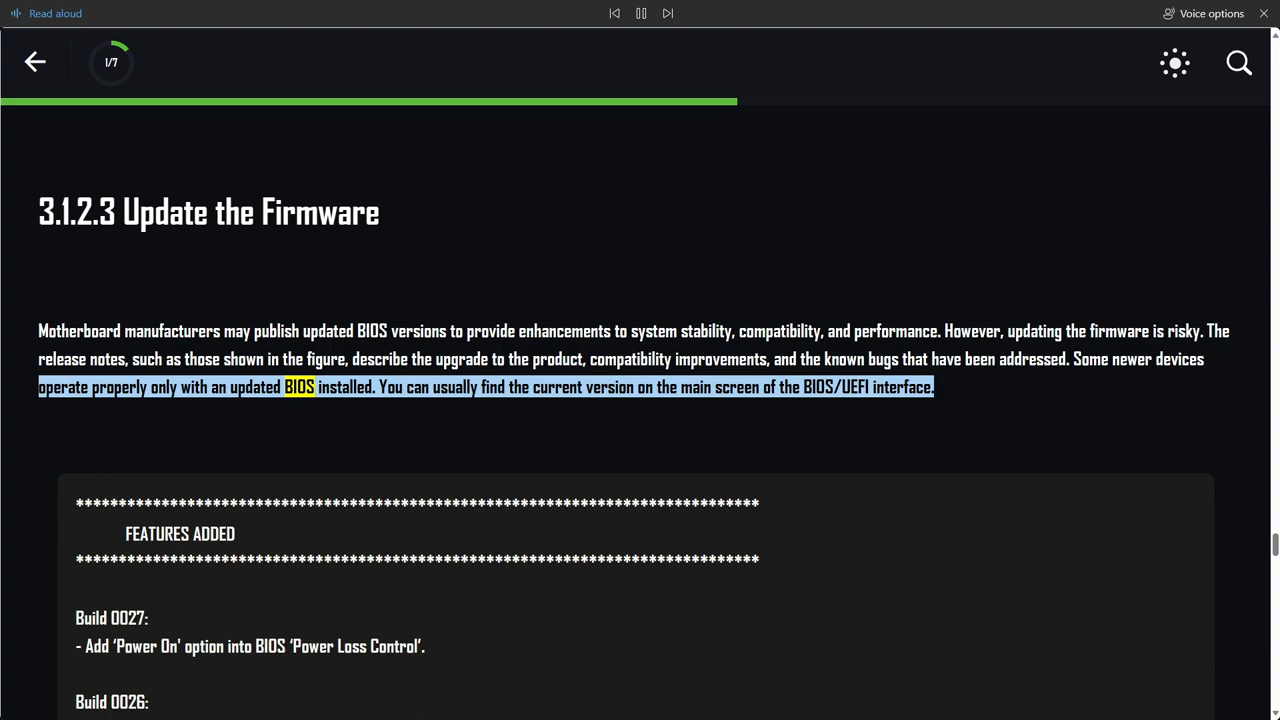 Read aloud
Voice options
1/7
3.1.2.3 Update the Firmware
Motherboard manufacturers may publish updated BIOS versions to provide enhancements to system stability, compatibility, and performance. However, updating the firmware is risky. The
release notes, such as those shown in the figure, describe the upgrade to the product, compatibility improvements, and the known bugs that have been addressed. Some newer devices
operate properly only with an updated BIOS installed. You can usually find the current version on the main screen of the BIOS/UEFI interface.
********************************************************************************
FEATURES ADDED
********************************************************************************
Build 0027:
- Add ‘Power On' option into BIOS ‘Power Loss Control’.
Build 0026: